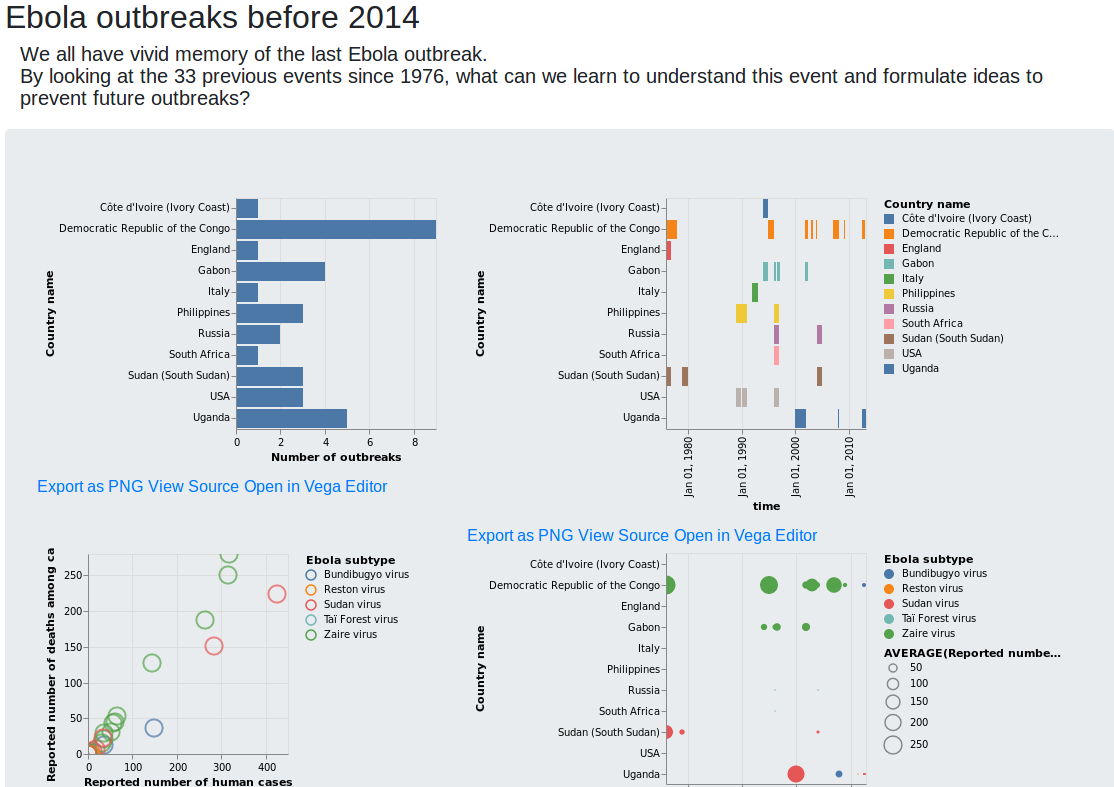 Ebola outbreaks before 2014
We all have vivid memory of the last Ebola outbreak.
By looking at the 33 previous events since 1976, what can we learn to understand this event and formulate ideas to
prevent future outbreaks?
Country name
Côte d'Ivoire (Ivory Coast)
Democratic Republic of the Congo
England
Gabon
Italy
Philippines
Russia
South Africa
Sudan (South Sudan)
USA
Uganda
0 2 4 6 8
Number of outbreaks
Export as PNG View Source Open in Vega Editor
Country name
Côte d'Ivoire (Ivory Coast)
Democratic Republic of the Congo
England
Gabon
Italy
Philippines
Russia
South Africa
Sudan (South Sudan)
USA
Uganda
Jan 01, 1980
Jan 01, 1990
Jan 01, 2000
Jan 01, 2010
time
Country name
Côte d'Ivoire (Ivory Coast)
Democratic Republic of the C...
England
Gabon
Italy
Philippines
Russia
South Africa
Sudan (South Sudan)
USA
Uganda
Export as PNG View Source Open in Vega Editor
Reported number of deaths among ca
250
200
150
100
50
0
0 100 200 300 400
Reported number of human cases
Ebola subtype
Bundibugyo virus
Reston virus
Sudan virus
Taï Forest virus
Zaire virus
Country name
Côte d'Ivoire (Ivory Coast)
Democratic Republic of the Congo
England
Gabon
Italy
Philippines
Russia
South Africa
Sudan (South Sudan)
USA
Uganda
Ebola subtype
Bundibugyo virus
Reston virus
Sudan virus
Taï Forest virus
Zaire virus
AVERAGE(Reported numbe...
50
100
150
200
250